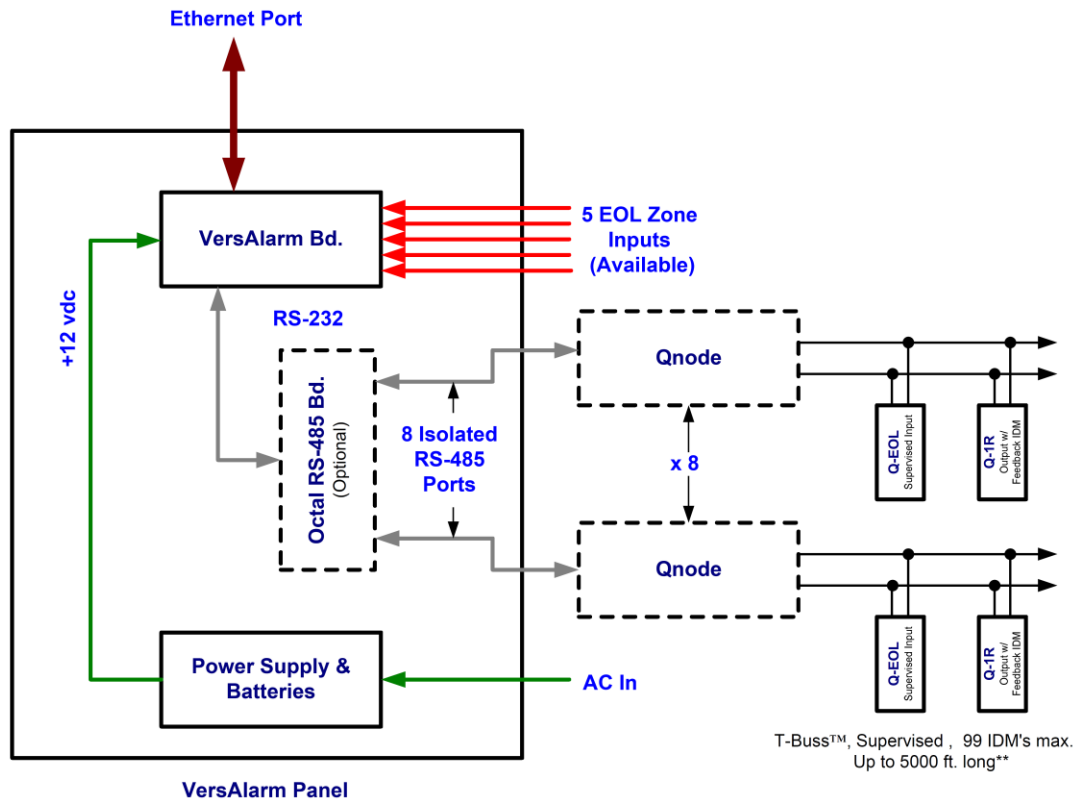 Ethernet Port
VersAlarm Bd.
5 EOL Zone
Inputs
(Available)
+12 vdc
RS-232
Octal RS-485 Bd.
(Optional)
8 Isolated
RS-485
Ports
Qnode
x 8
Qnode
Q-EOL
Supervised Input
Q-1R
Output w/
Feedback IDM
Q-EOL
Supervised Input
Q-1R
Output w/
Feedback IDM
Power Supply &
Batteries
AC In
T-Buss™, Supervised , 99 IDM's max.
Up to 5000 ft. long**
VersAlarm Panel